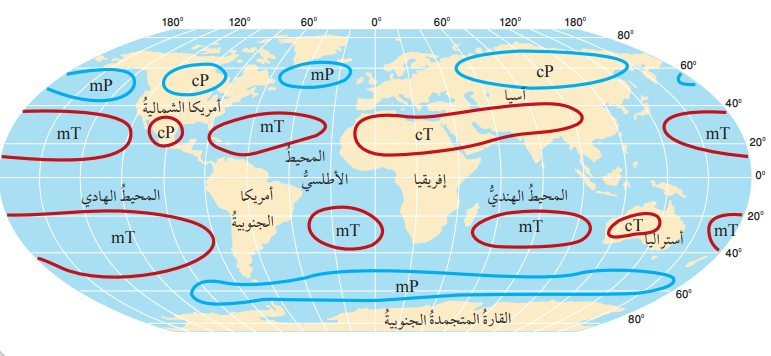 180° 120° 60° 0° 60° 120° 180°
80°
60°
40°
20°
0°
20°
40°
60°
80°
mP
cP
mP
cP
أمريكا الشماليةُ
آسيا
mT
cP
mT
cT
mT
المحيطُ
الأطلسيُّ
المحيطُ الهادي
أمريكا
الجنوبيةُ
إفريقيا
المحيطُ الهنديُّ
mT
mT
mT
cT
mT
أستراليا
mP
القارةُ المتجمدةُ الجنوبيةُ